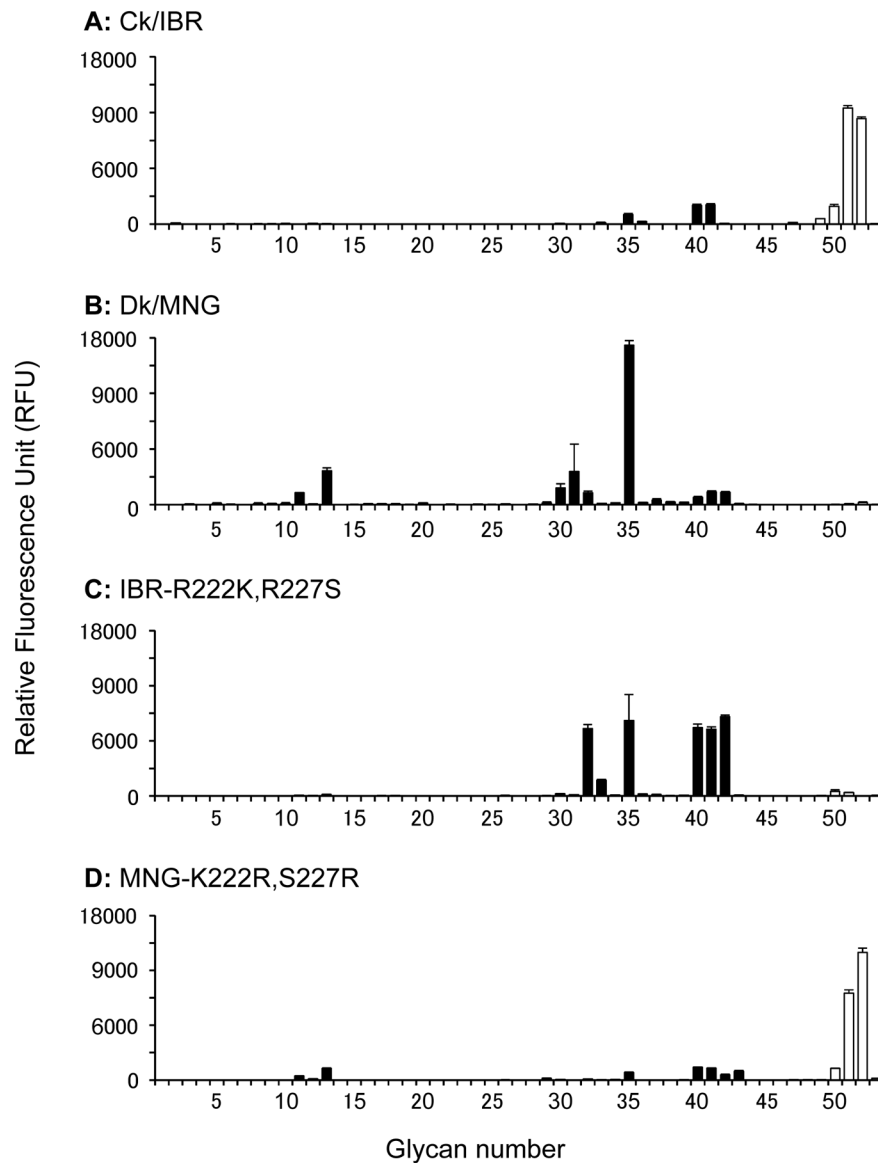 A: Ck/IBR
18000
9000
6000
0
5 10 15 20 25 30 35 40 45 50
B: Dk/MNG
18000
9000
6000
0
5 10 15 20 25 30 35 40 45 50
C: IBR-R222K,R227S
18000
9000
6000
0
5 10 15 20 25 30 35 40 45 50
D: MNG-K222R,S227R
18000
9000
6000
0
5 10 15 20 25 30 35 40 45 50
Relative Fluorescence Unit (RFU)
Glycan number